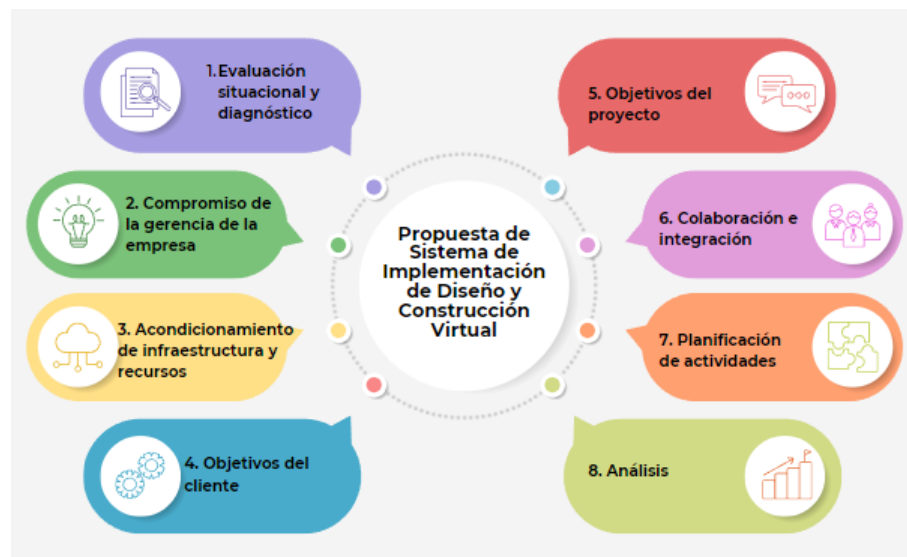 1.Evaluación
situacional y
diagnóstico
2. Compromiso de
la gerencia de la
empresa
3. Acondicionamiento
de infraestructura y
recursos
4. Objetivos del
cliente
Propuesta de
Sistema de
Implementación
de Diseño y
Construcción
Virtual
5. Objetivos del
proyecto
6. Colaboración e
integración
7. Planificación
de actividades
8. Análisis